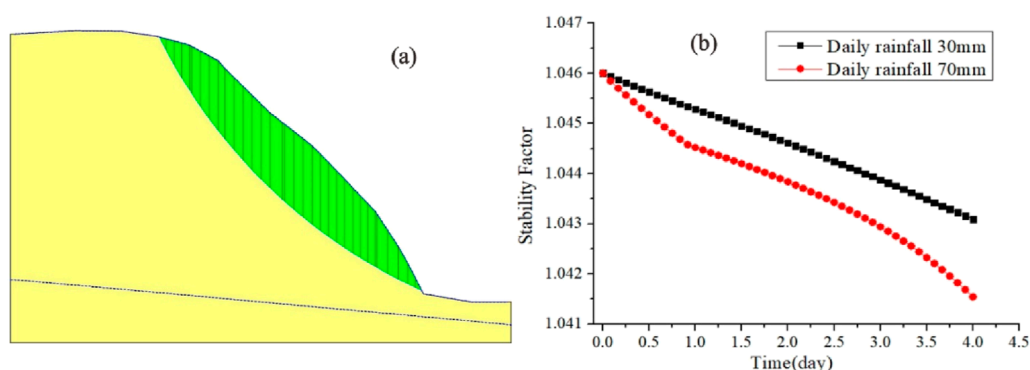 (a)
(b)
Daily rainfall 30mm
Daily rainfall 70mm
Stability Factor
1.047
1.046
1.045
1.044
1.043
1.042
1.041
0.0 0.5 1.0 1.5 2.0 2.5 3.0 3.5 4.0 4.5
Time(day)